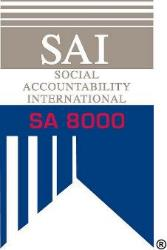 SAI
SOCIAL
ACCOUNTABILITY
INTERNATIONAL
SA 8000
®